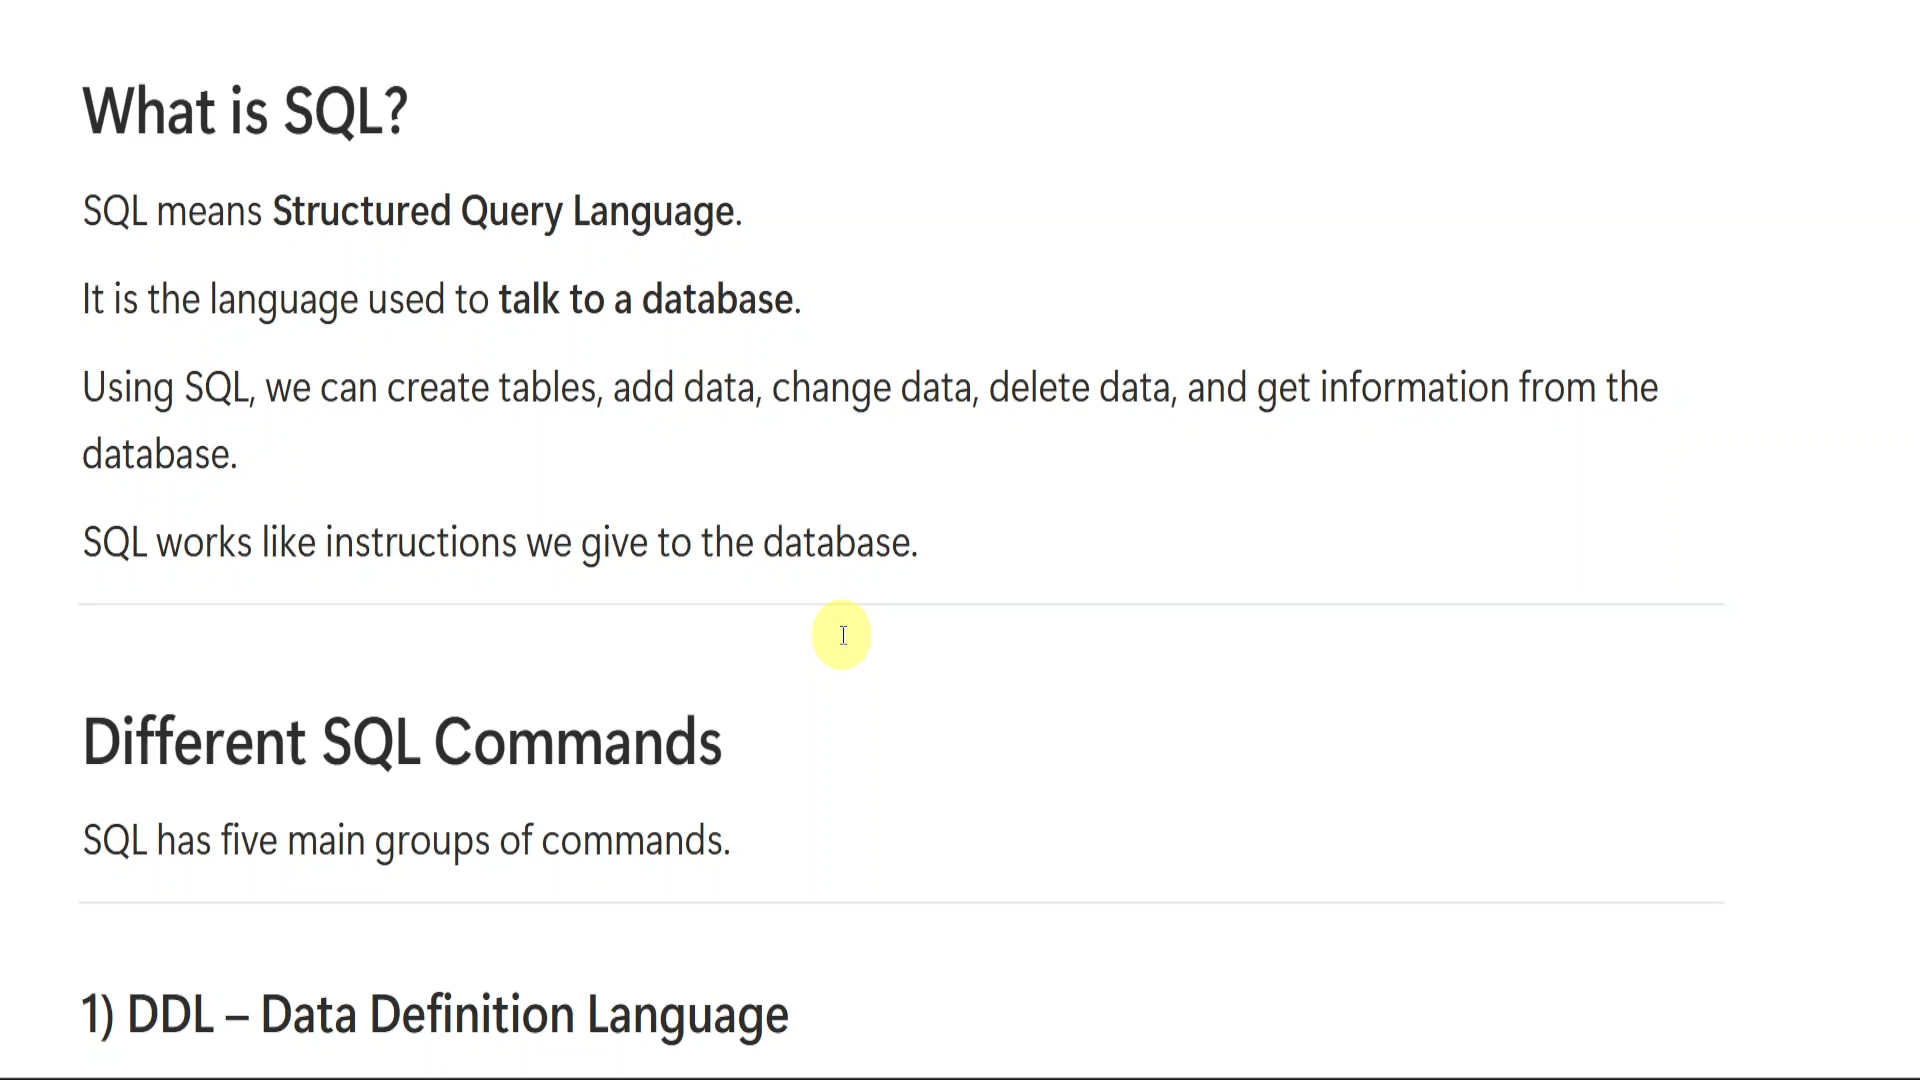 What is SQL?
SQL means Structured Query Language.
It is the language used to talk to a database.
Using SQL, we can create tables, add data, change data, delete data, and get information from the
database.
SQL works like instructions we give to the database.
Different SQL Commands
SQL has five main groups of commands.
1) DDL – Data Definition Language